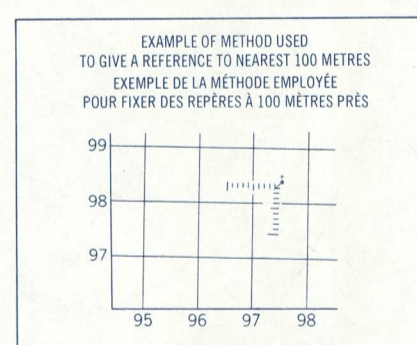 EXAMPLE OF METHOD USED
TO GIVE A REFERENCE TO NEAREST 100 METRES
EXEMPLE DE LA MÉTHODE EMPLOYÉE
POUR FIXER DES REPÈRES À 100 MÈTRES PRÈS
99
98
97
95 96 97 98